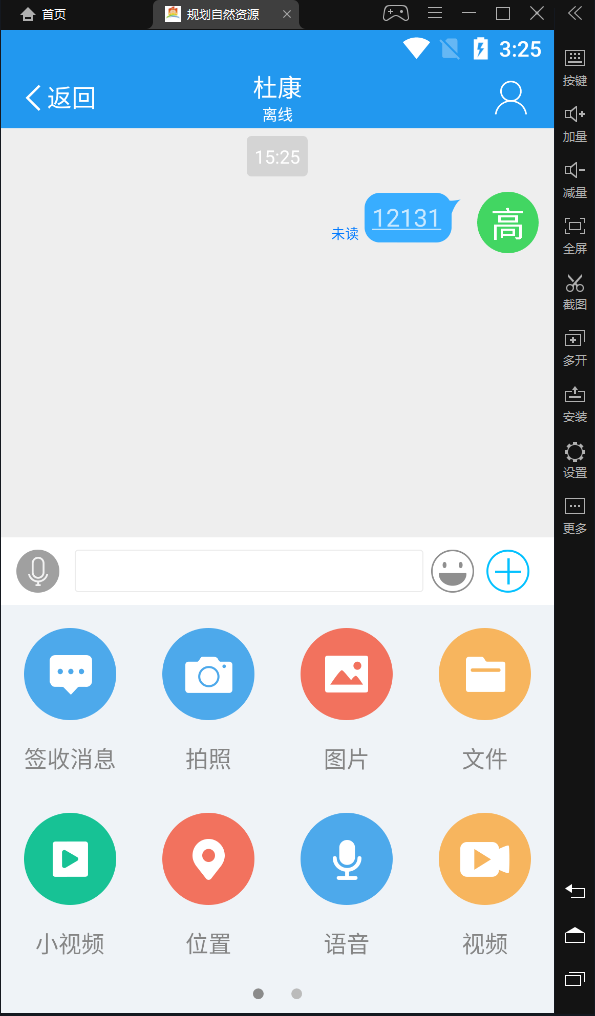 首页
规划自然资源
3:25
返回
杜康
离线
15:25
未读
12131
高
签收消息
拍照
图片
文件
小视频
位置
语音
视频
按键
加量
减量
全屏
截图
多开
安装
设置
更多